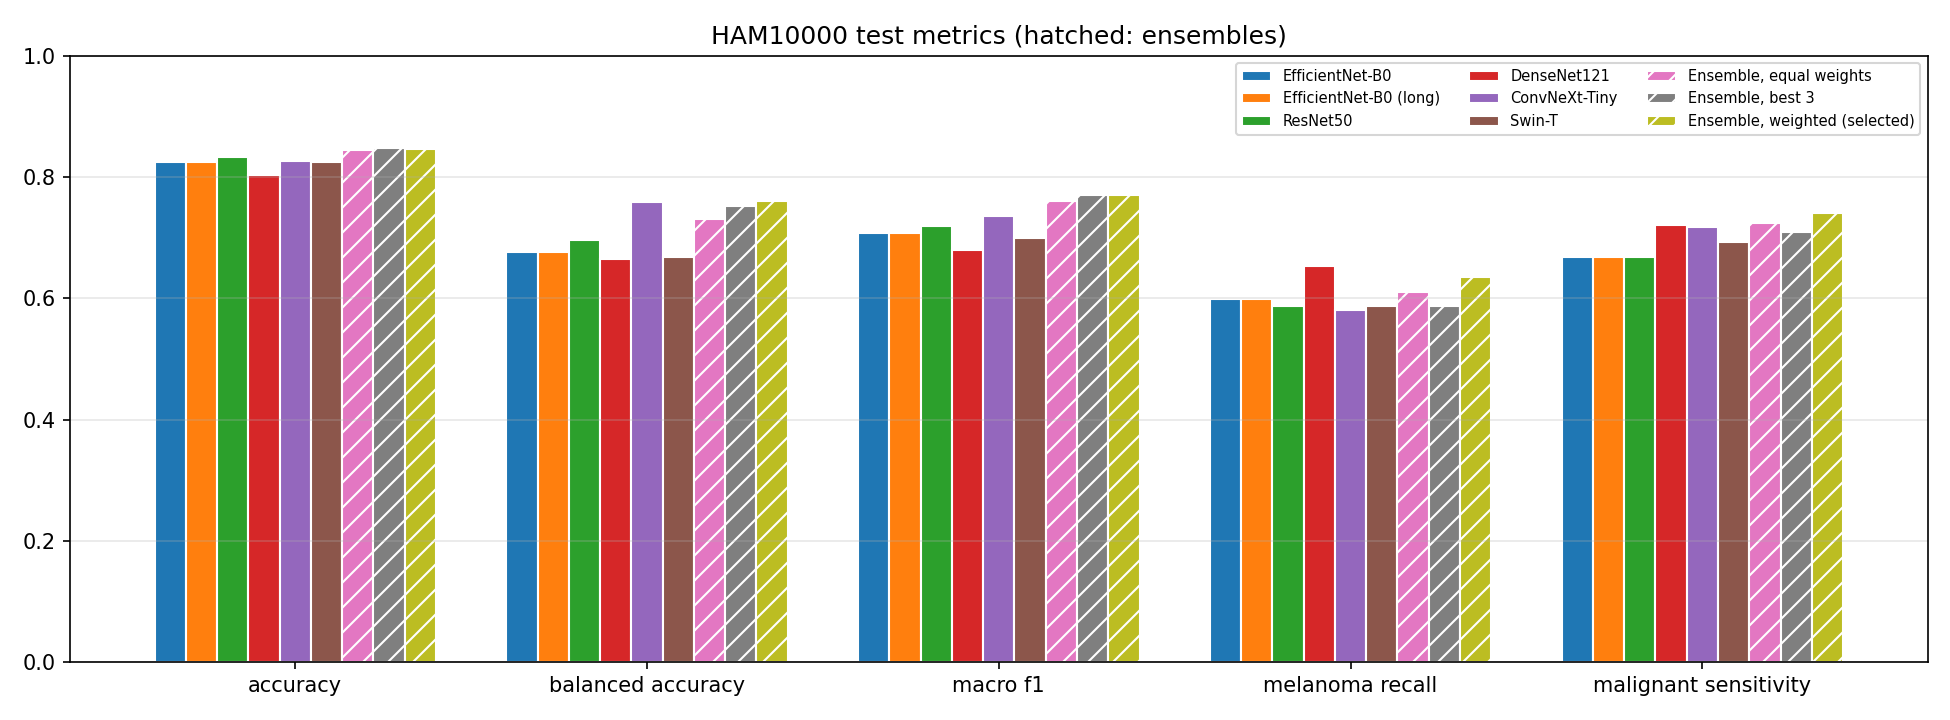 HAM10000 test metrics (hatched: ensembles)
1.0
0.8
0.6
0.4
0.2
0.0
EfficientNet-B0
EfficientNet-B0 (long)
ResNet50
DenseNet121
ConvNeXt-Tiny
Swin-T
Ensemble, equal weights
Ensemble, best 3
Ensemble, weighted (selected)
accuracy
balanced accuracy
macro f1
melanoma recall
malignant sensitivity